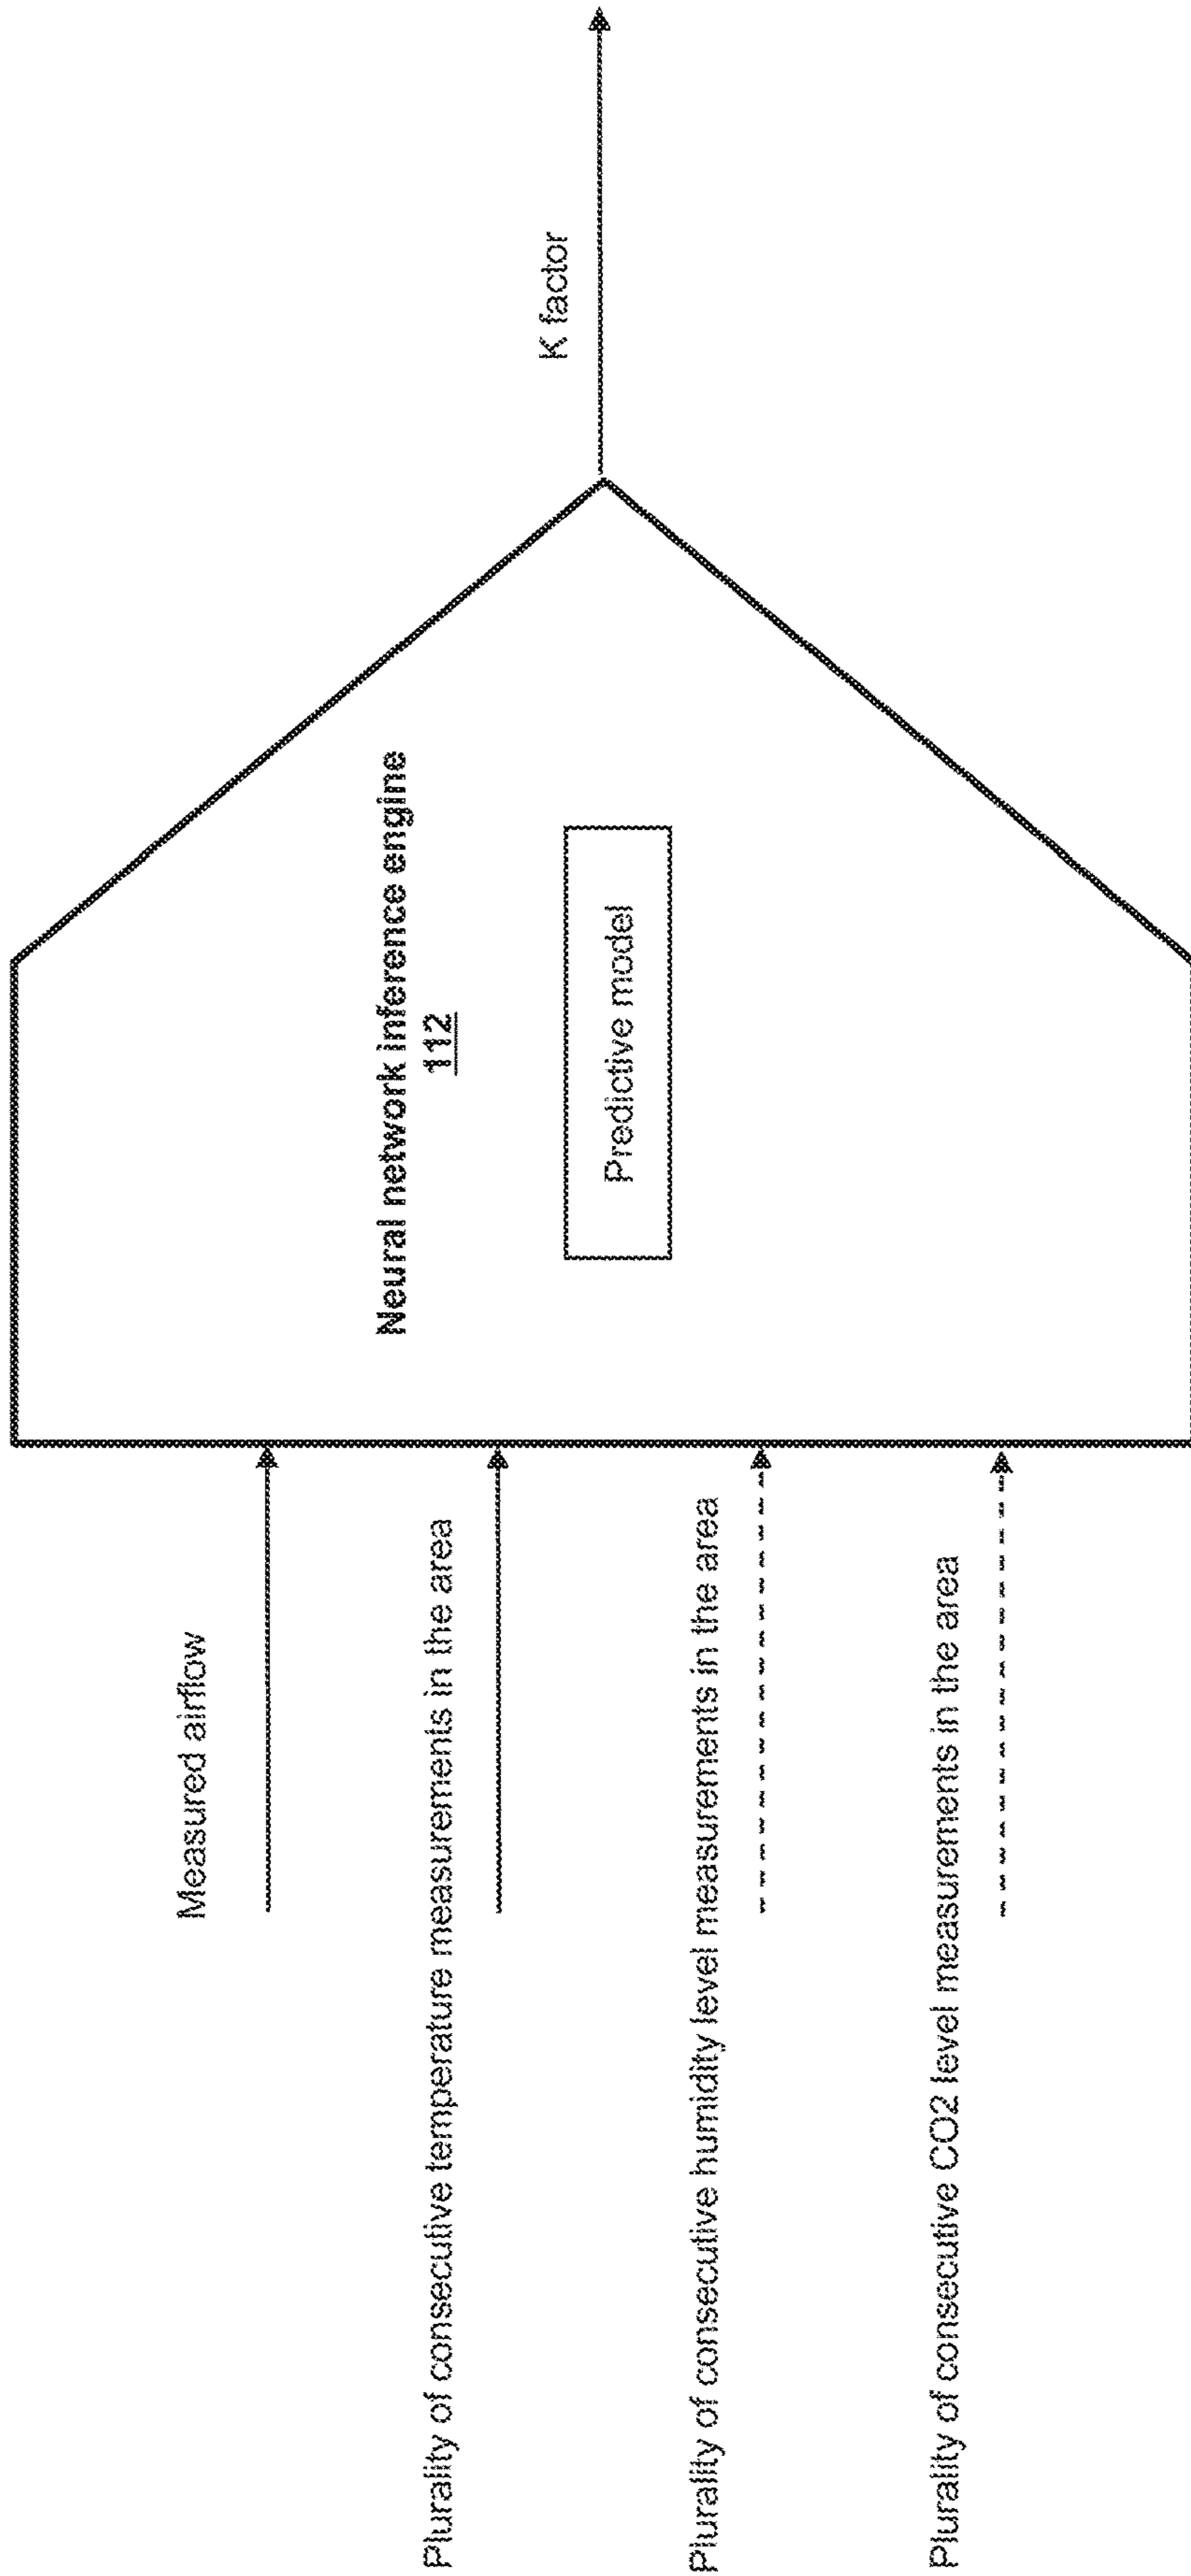 Measured airflow
Plurality of consecutive temperature measurements in the area
Plurality of consecutive humidity level measurements in the area
Plurality of consecutive CO2 level measurements in the area
Neural network inference engine
112
Predictive model
K factor